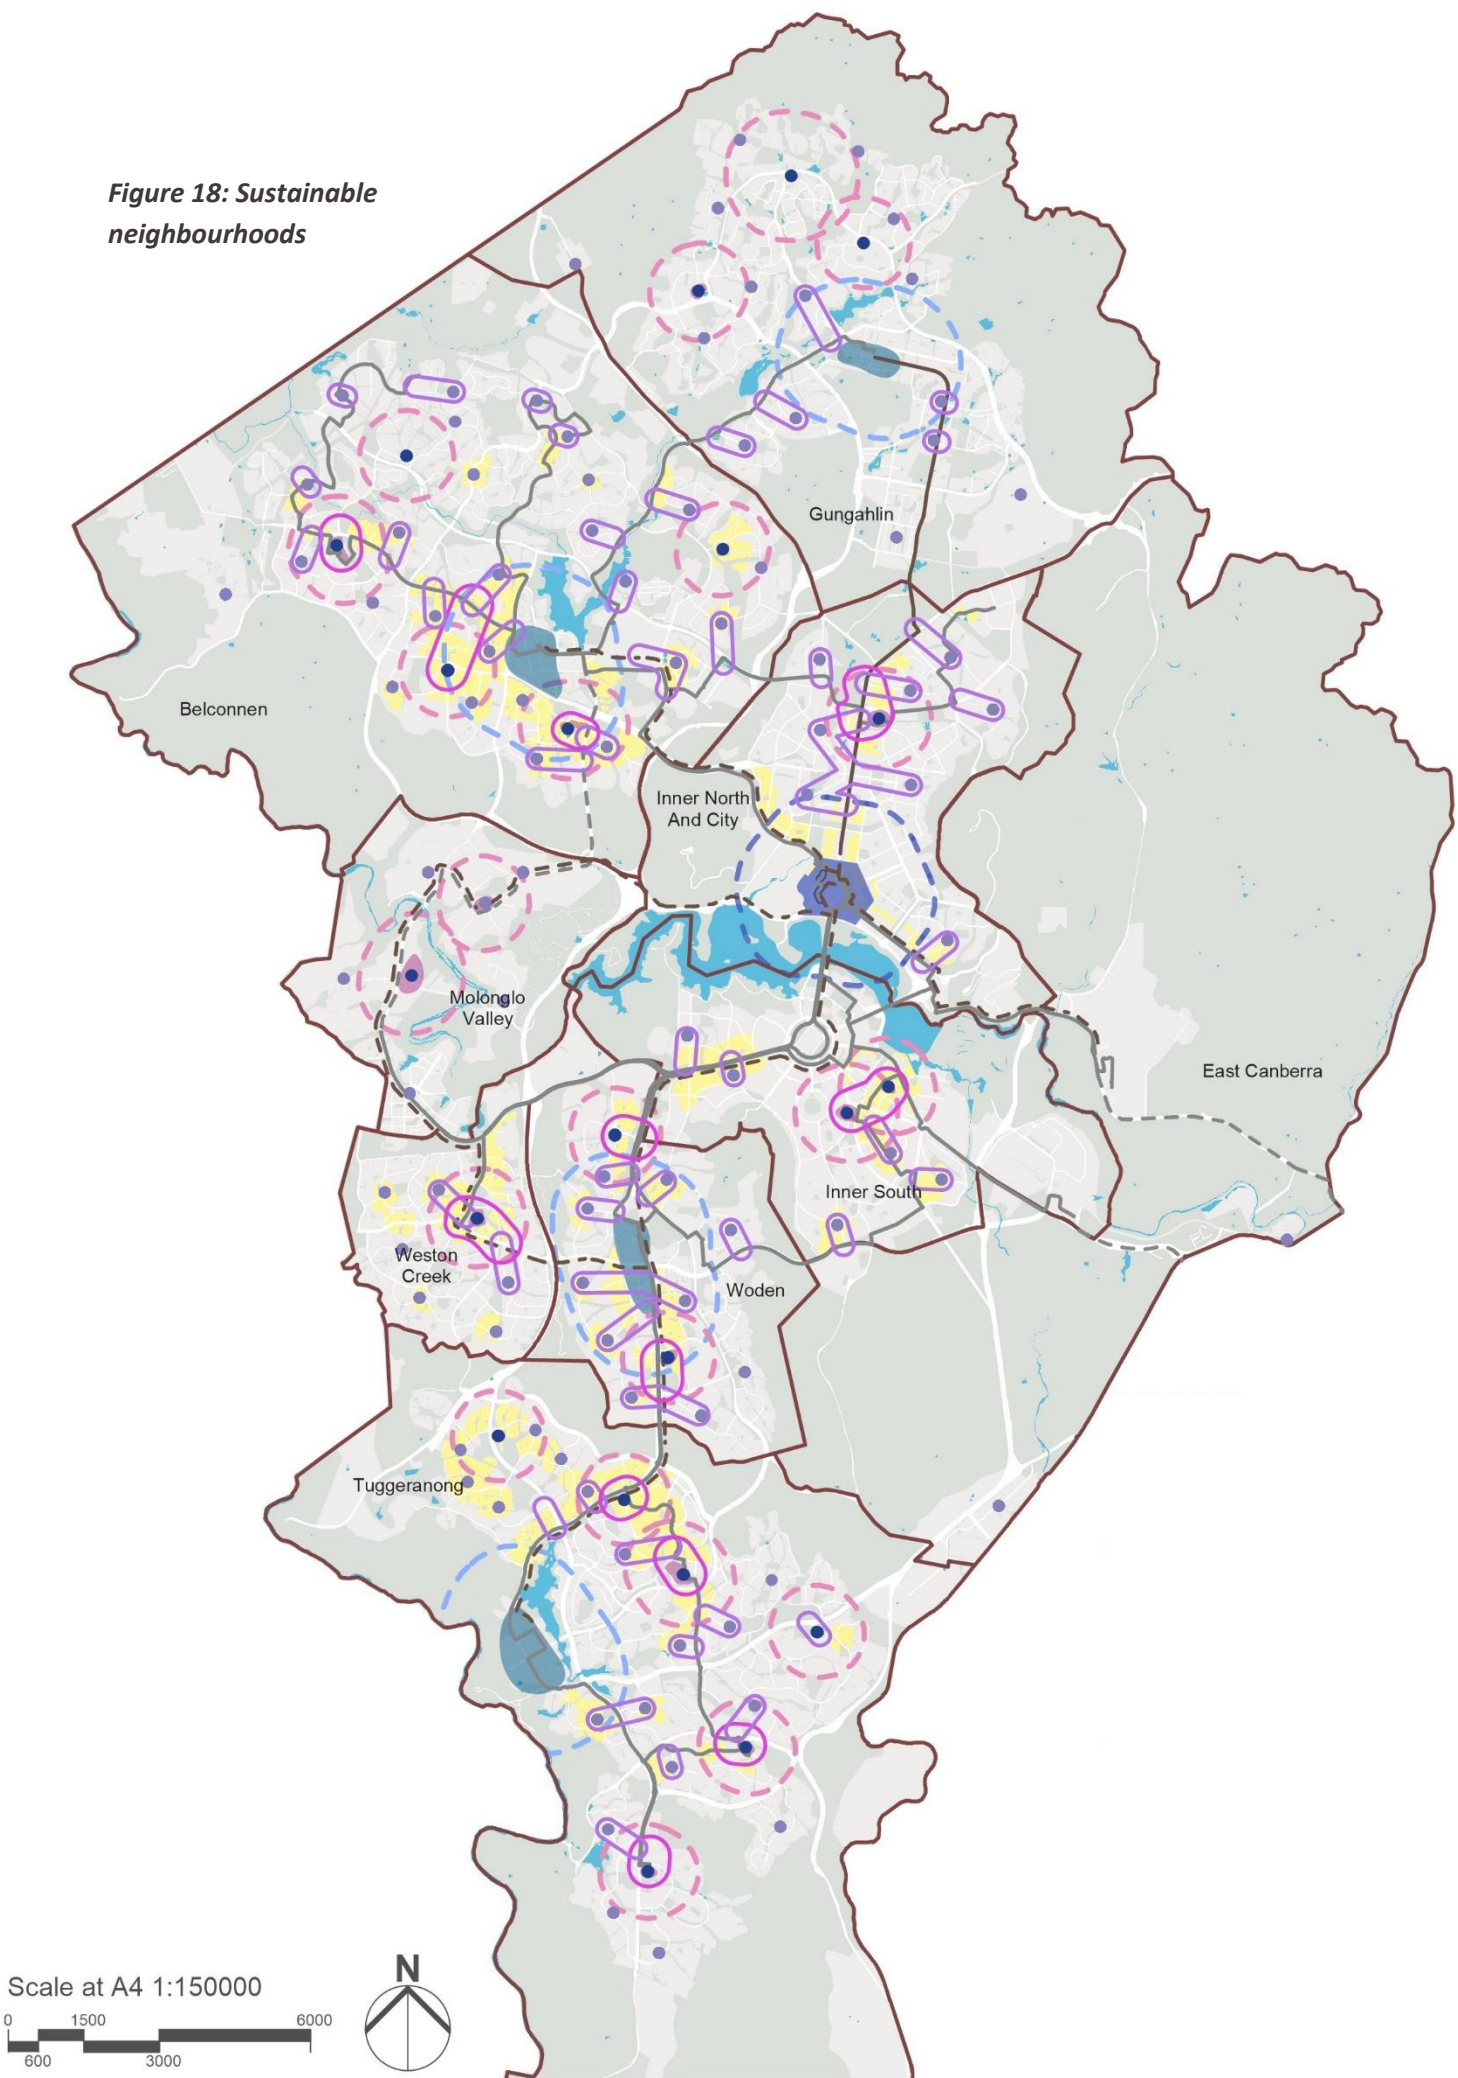 Figure 18: Sustainable
neighbourhoods
Gungahlin
Belconnen
Inner North
And City
Molonglo
Valley
East Canberra
Inner South
Weston
Creek
Woden
Tuggeranong
Scale at A4 1:150000
0 1500 6000
600 3000
N